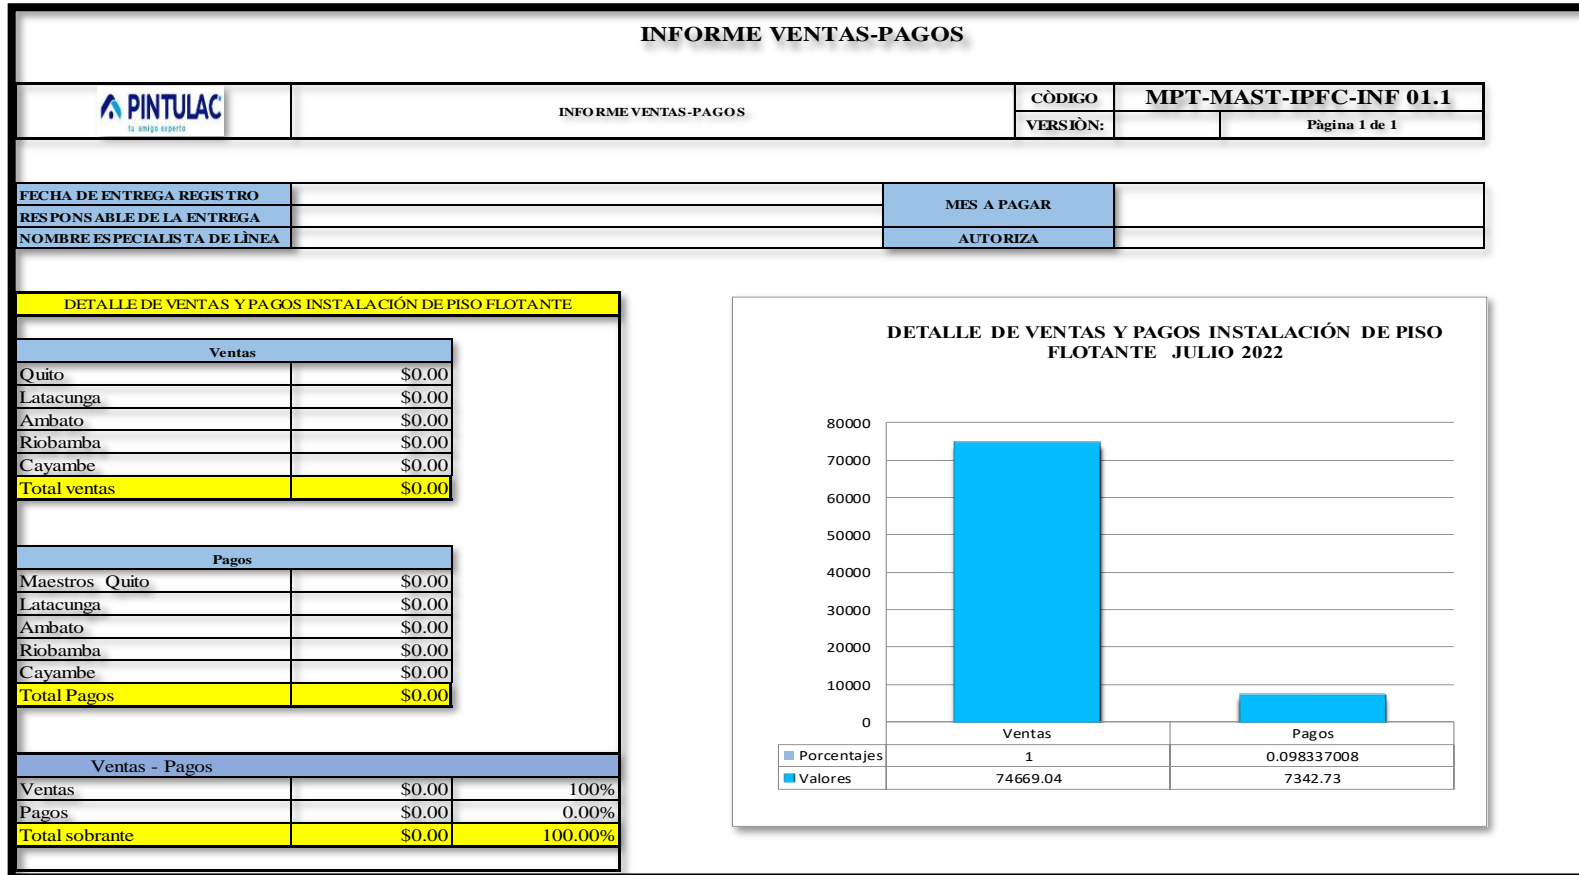 INFORME VENTAS-PAGOS
PINTULAC
tu amigo experto
INFORME VENTAS-PAGOS
CÒDIGO MPT-MAST-IPFC-INF 01.1
VERSIÒN: Pàgina 1 de 1
FECHA DE ENTREGA REGISTRO
RESPONSABLE DE LA ENTREGA
NOMBRE ESPECIALISTA DE LÌNEA
MES A PAGAR
AUTORIZA
DETALLE DE VENTAS Y PAGOS INSTALACIÓN DE PISO FLOTANTE
Ventas
Quito $0.00
Latacunga $0.00
Ambato $0.00
Riobamba $0.00
Cayambe $0.00
Total ventas $0.00
Pagos
Maestros Quito $0.00
Latacunga $0.00
Ambato $0.00
Riobamba $0.00
Cayambe $0.00
Total Pagos $0.00
Ventas - Pagos
Ventas $0.00 100%
Pagos $0.00 0.00%
Total sobrante $0.00 100.00%
DETALLE DE VENTAS Y PAGOS INSTALACIÓN DE PISO
FLOTANTE JULIO 2022
80000
70000
60000
50000
40000
30000
20000
10000
0
Ventas Pagos
Porcentajes 1 0.098337008
Valores 74669.04 7342.73